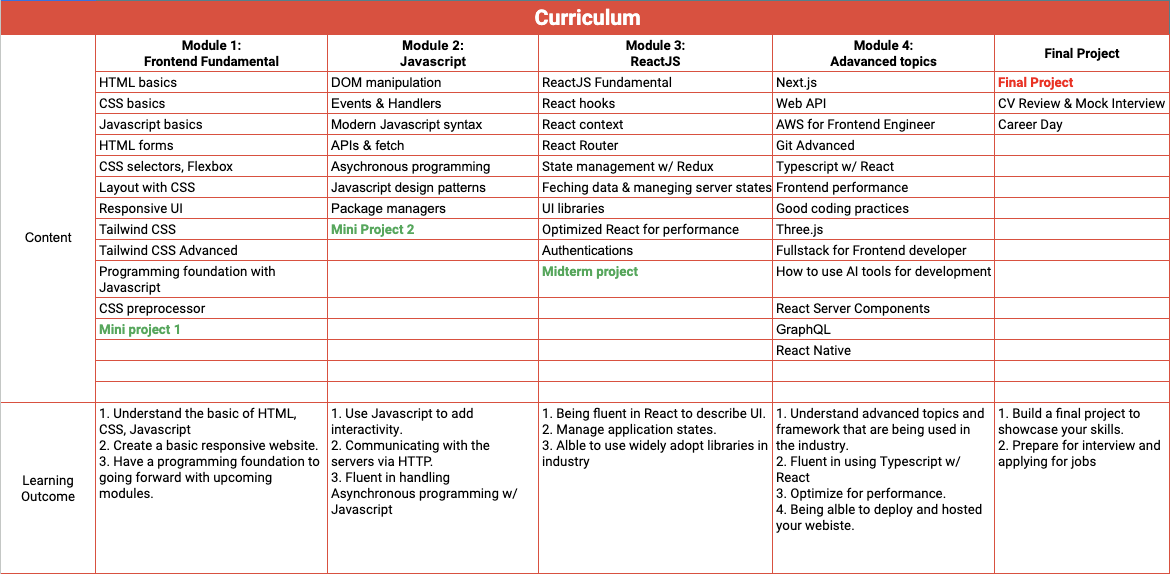 Curriculum
Module 1:
Frontend Fundamental
Module 2:
Javascript
Module 3:
ReactJS
Module 4:
Adavanced topics
Final Project
Content
HTML basics
DOM manipulation
ReactJS Fundamental
Next.js
Final Project
CSS basics
Events & Handlers
React hooks
Web API
CV Review & Mock Interview
Javascript basics
Modern Javascript syntax
React context
AWS for Frontend Engineer
Career Day
HTML forms
APIs & fetch
React Router
Git Advanced
CSS selectors, Flexbox
Asychronous programming
State management w/ Redux
Typescript w/ React
Layout with CSS
Javascript design patterns
Feching data & maneging server states
Frontend performance
Responsive UI
Package managers
UI libraries
Good coding practices
Tailwind CSS
Mini Project 2
Optimized React for performance
Three.js
Tailwind CSS Advanced
Authentications
Fullstack for Frontend developer
Programming foundation with
Javascript
Midterm project
How to use AI tools for development
CSS preprocessor
React Server Components
Mini project 1
GraphQL
React Native
Learning
Outcome
1. Understand the basic of HTML,
CSS, Javascript
2. Create a basic responsive website.
3. Have a programming foundation to
going forward with upcoming
modules.
1. Use Javascript to add
interactivity.
2. Communicating with the
servers via HTTP.
3. Fluent in handling
Asynchronous programming w/
Javascript
1. Being fluent in React to describe UI.
2. Manage application states.
3. Alble to use widely adopt libraries in
industry
1. Understand advanced topics and
framework that are being used in
the industry.
2. Fluent in using Typescript w/
React
3. Optimize for performance.
4. Being alble to deploy and hosted
your webiste.
1. Build a final project to
showcase your skills.
2. Prepare for interview and
applying for jobs